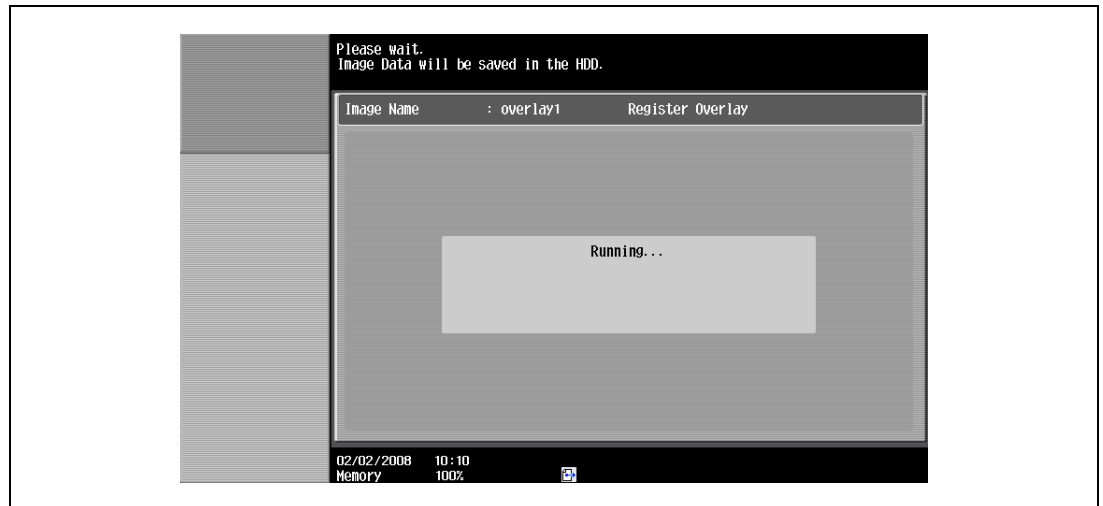 Please wait.
Image Data will be saved in the HDD.
Image Name : overlay1 Register Overlay
Running...
02/02/2008 10:10
Memory 100%